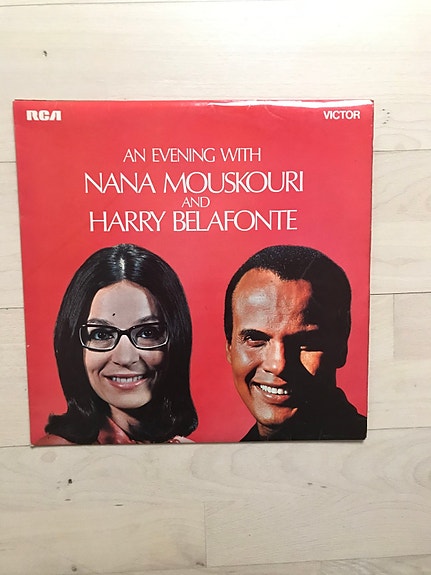 RCA
VICTOR
AN EVENING WITH
NANA MOUSKOURI
AND
HARRY BELAFONTE